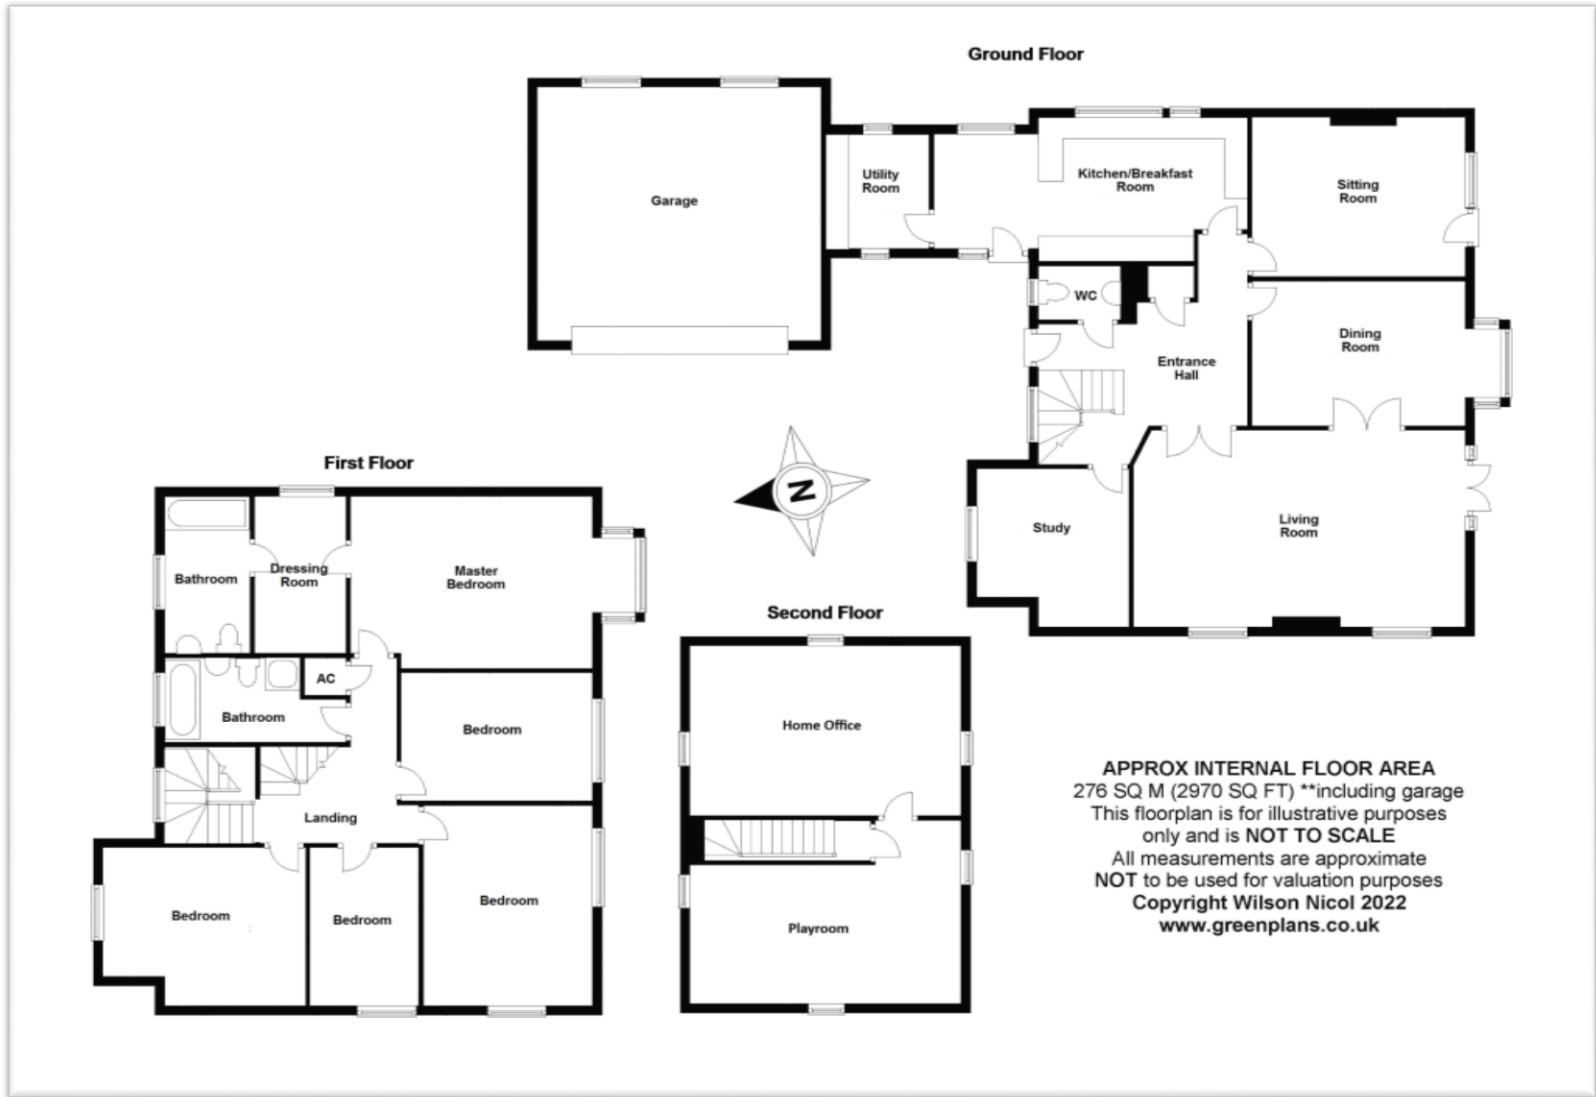 Ground Floor
Garage
Utility
Room
Kitchen/Breakfast
Room
Sitting
Room
WC
Entrance
Hall
Dining
Room
Study
Living
Room
N
First Floor
Bathroom
Dressing
Room
Master
Bedroom
AC
Bathroom
Bedroom
Landing
Bedroom
Bedroom
Bedroom
Second Floor
Home Office
Playroom
APPROX INTERNAL FLOOR AREA
276 SQ M (2970 SQ FT) **including garage
This floorplan is for illustrative purposes
only and is NOT TO SCALE
All measurements are approximate
NOT to be used for valuation purposes
Copyright Wilson Nicol 2022
www.greenplans.co.uk